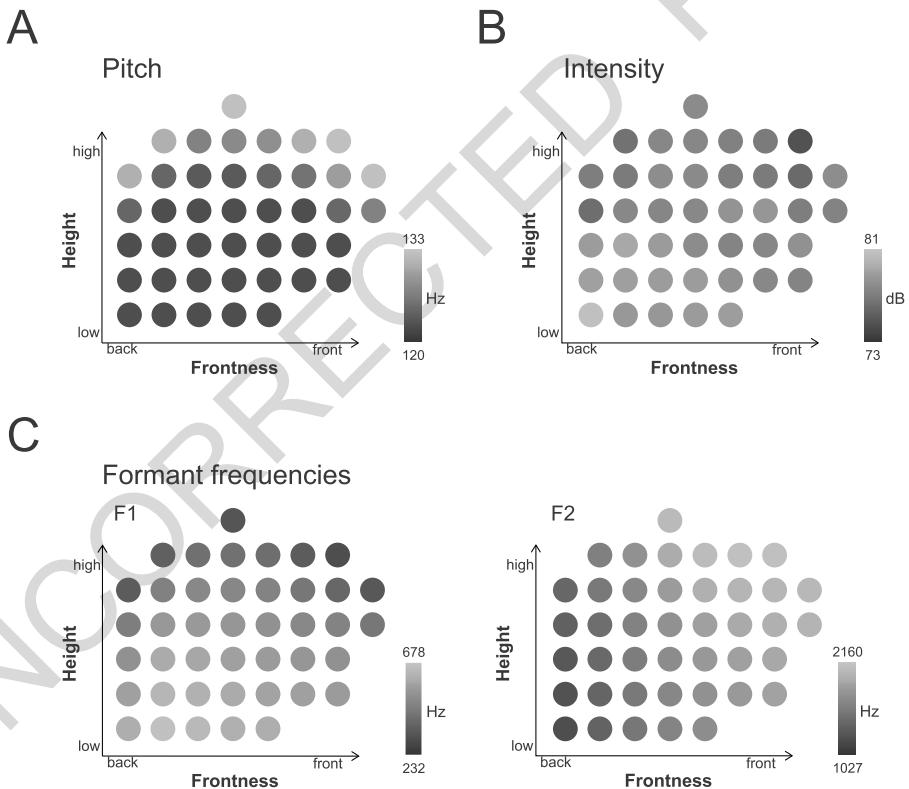 A
Pitch
high
Height
low
back
front
Frontness
133
Hz
120
B
Intensity
high
Height
low
back
front
Frontness
81
dB
73
C
Formant frequencies
F1
high
Height
low
back
front
Frontness
678
Hz
232
F2
high
Height
low
back
front
Frontness
2160
Hz
1027
NCORRECTED